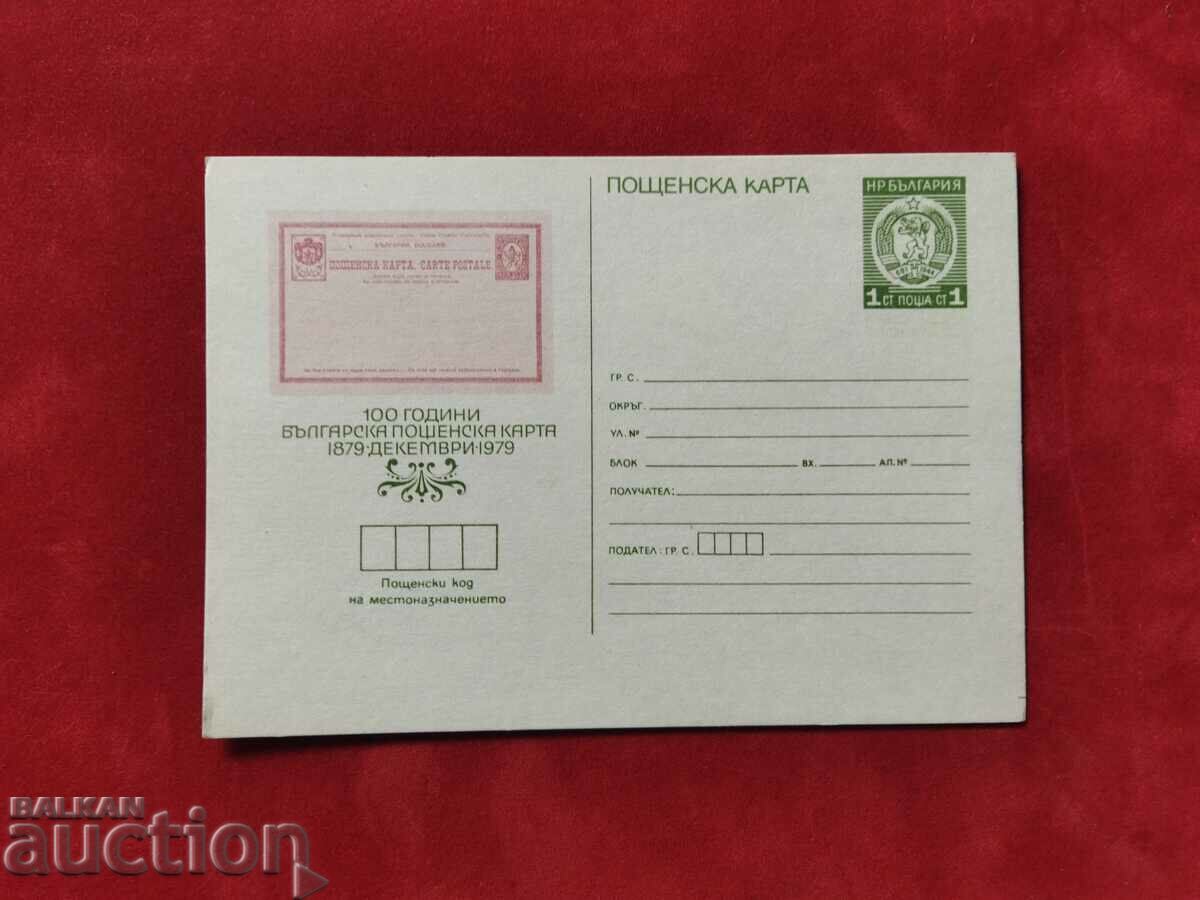 ПОЩЕНСКА КАРТА
НР БЪЛГАРИЯ
1 СТ ПОЩА СТ 1
ПОЩЕНСКА КАРТА. CARTE POSTALE.
100 ГОДИНИ
БЪЛГАРСКА ПОЩЕНСКА КАРТА
1879·ДЕКЕМВРИ·1979
Пощенски код
на местоназначението
ГР. С.
ОКРЪГ.
УЛ. №
БЛОК ВХ. АП. №
ПОЛУЧАТЕЛ:
ПОДАТЕЛ: ГР. С.
BALKAN
auction